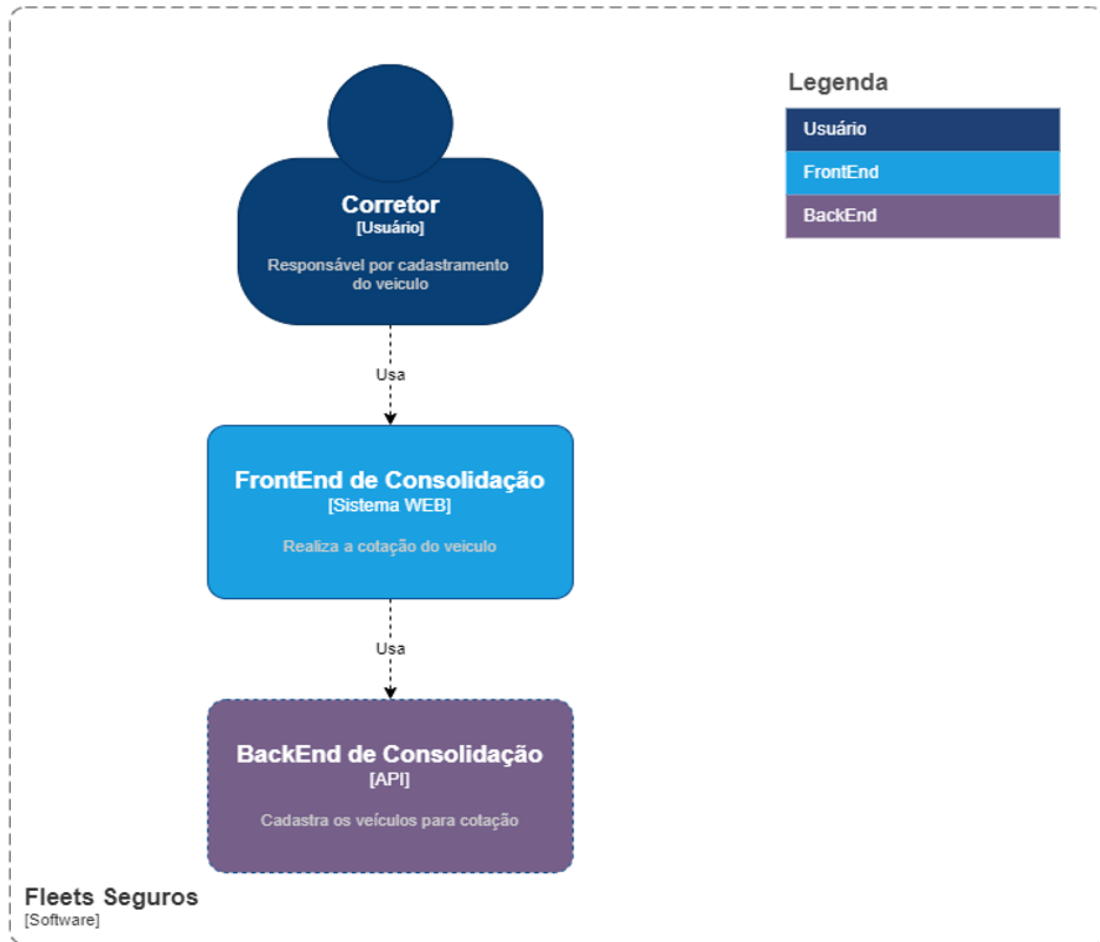 Legenda
Usuário
FrontEnd
BackEnd
Corretor
[Usuário]
Responsável por cadastramento
do veiculo
Usa
FrontEnd de Consolidação
[Sistema WEB]
Realiza a cotação do veiculo
Usa
BackEnd de Consolidação
[API]
Cadastra os veículos para cotação
Fleets Seguros
[Software]